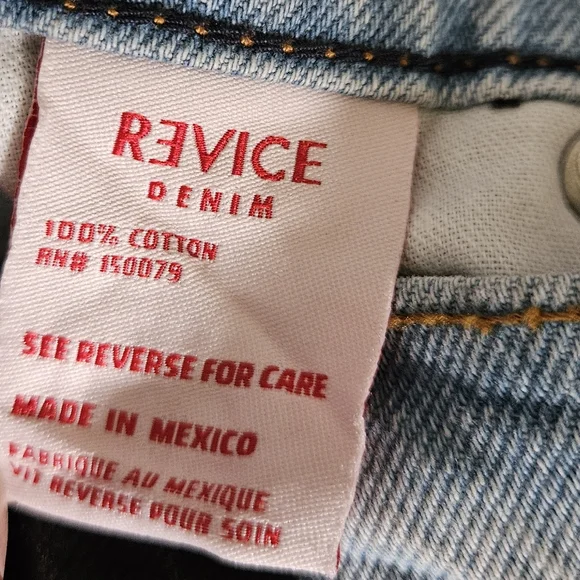 RƎVICE
DENIM
100% COTTON
RN# 150079
SEE REVERSE FOR CARE
MADE IN MEXICO
FABRIQUE AU MEXIQUE
VIT REVERSE POUR SOIN